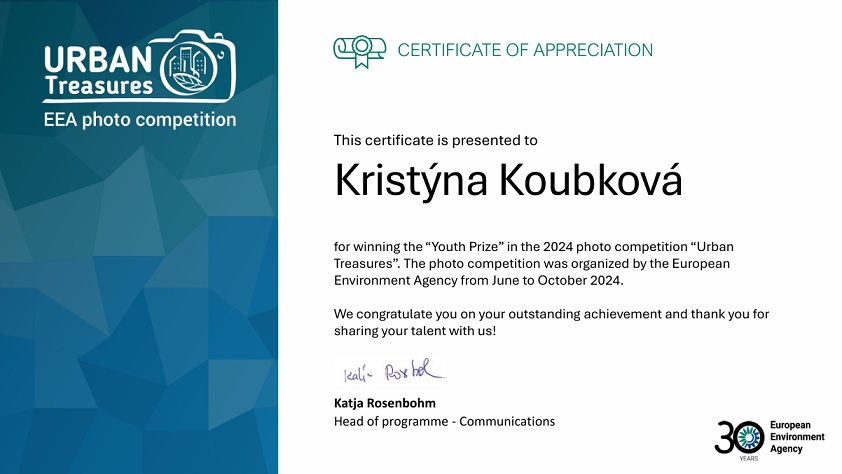 URBAN
Treasures
EEA photo competition
CERTIFICATE OF APPRECIATION
This certificate is presented to
Kristýna Koubková
for winning the “Youth Prize” in the 2024 photo competition “Urban
Treasures”. The photo competition was organized by the European
Environment Agency from June to October 2024.
We congratulate you on your outstanding achievement and thank you for
sharing your talent with us!
Katja Rosenbohm
Head of programme - Communications
30
YEARS
European
Environment
Agency